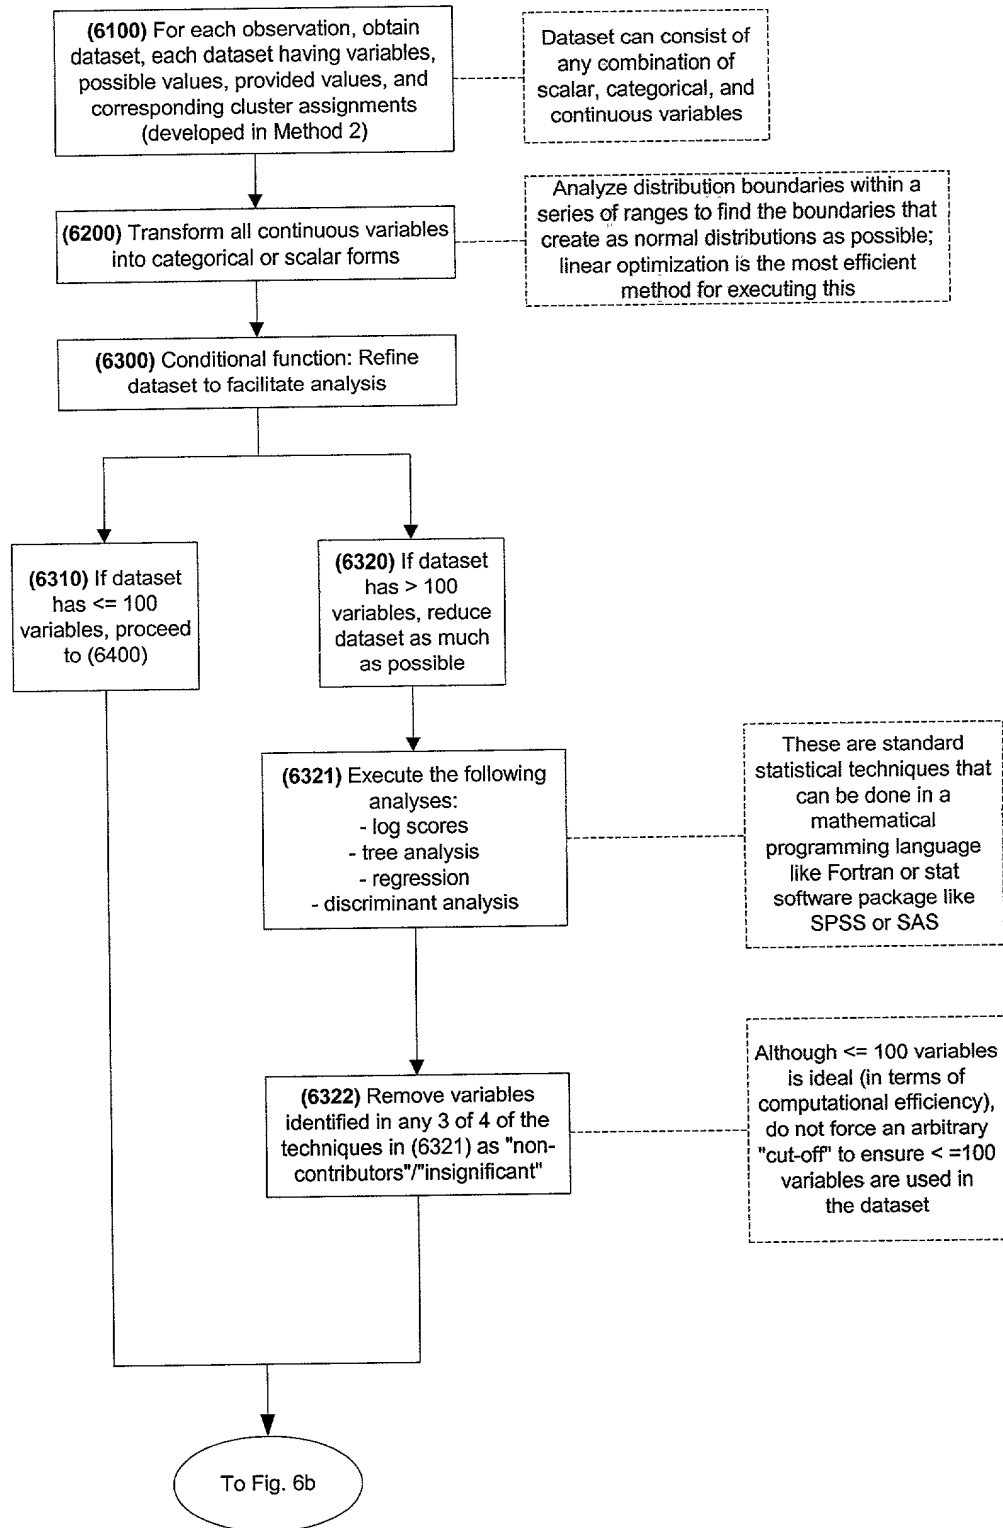 (6100) For each observation, obtain
dataset, each dataset having variables,
possible values, provided values, and
corresponding cluster assignments
(developed in Method 2)
Dataset can consist of
any combination of
scalar, categorical, and
continuous variables
(6200) Transform all continuous variables
into categorical or scalar forms
Analyze distribution boundaries within a
series of ranges to find the boundaries that
create as normal distributions as possible;
linear optimization is the most efficient
method for executing this
(6300) Conditional function: Refine
dataset to facilitate analysis
(6310) If dataset
has <= 100
variables, proceed
to (6400)
(6320) If dataset
has > 100
variables, reduce
dataset as much
as possible
(6321) Execute the following
analyses:
- log scores
- tree analysis
- regression
- discriminant analysis
These are standard
statistical techniques that
can be done in a
mathematical
programming language
like Fortran or stat
software package like
SPSS or SAS
(6322) Remove variables
identified in any 3 of 4 of the
techniques in (6321) as "non-
contributors"/"insignificant"
Although <= 100 variables
is ideal (in terms of
computational efficiency),
do not force an arbitrary
"cut-off" to ensure < =100
variables are used in
the dataset
To Fig. 6b